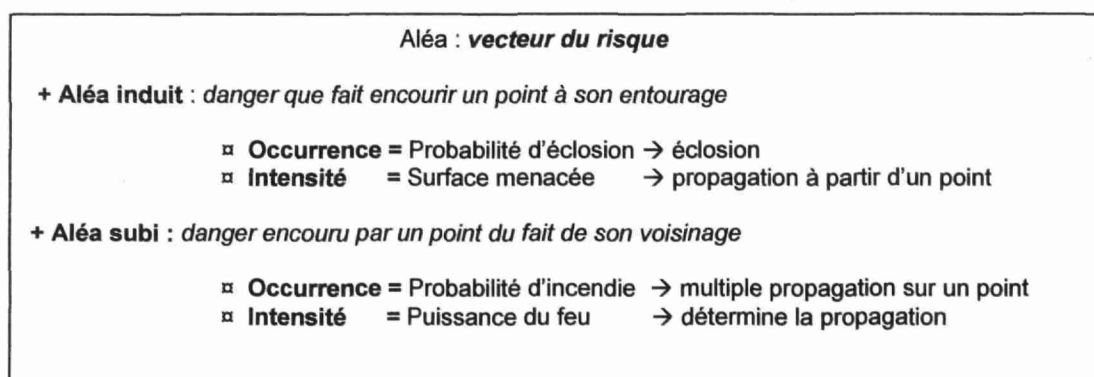 Aléa : vecteur du risque
+ Aléa induit : danger que fait encourir un point à son entourage
¤ Occurrence = Probabilité d'éclosion → éclosion
¤ Intensité = Surface menacée → propagation à partir d'un point
+ Aléa subi : danger encouru par un point du fait de son voisinage
¤ Occurrence = Probabilité d'incendie → multiple propagation sur un point
¤ Intensité = Puissance du feu → détermine la propagation